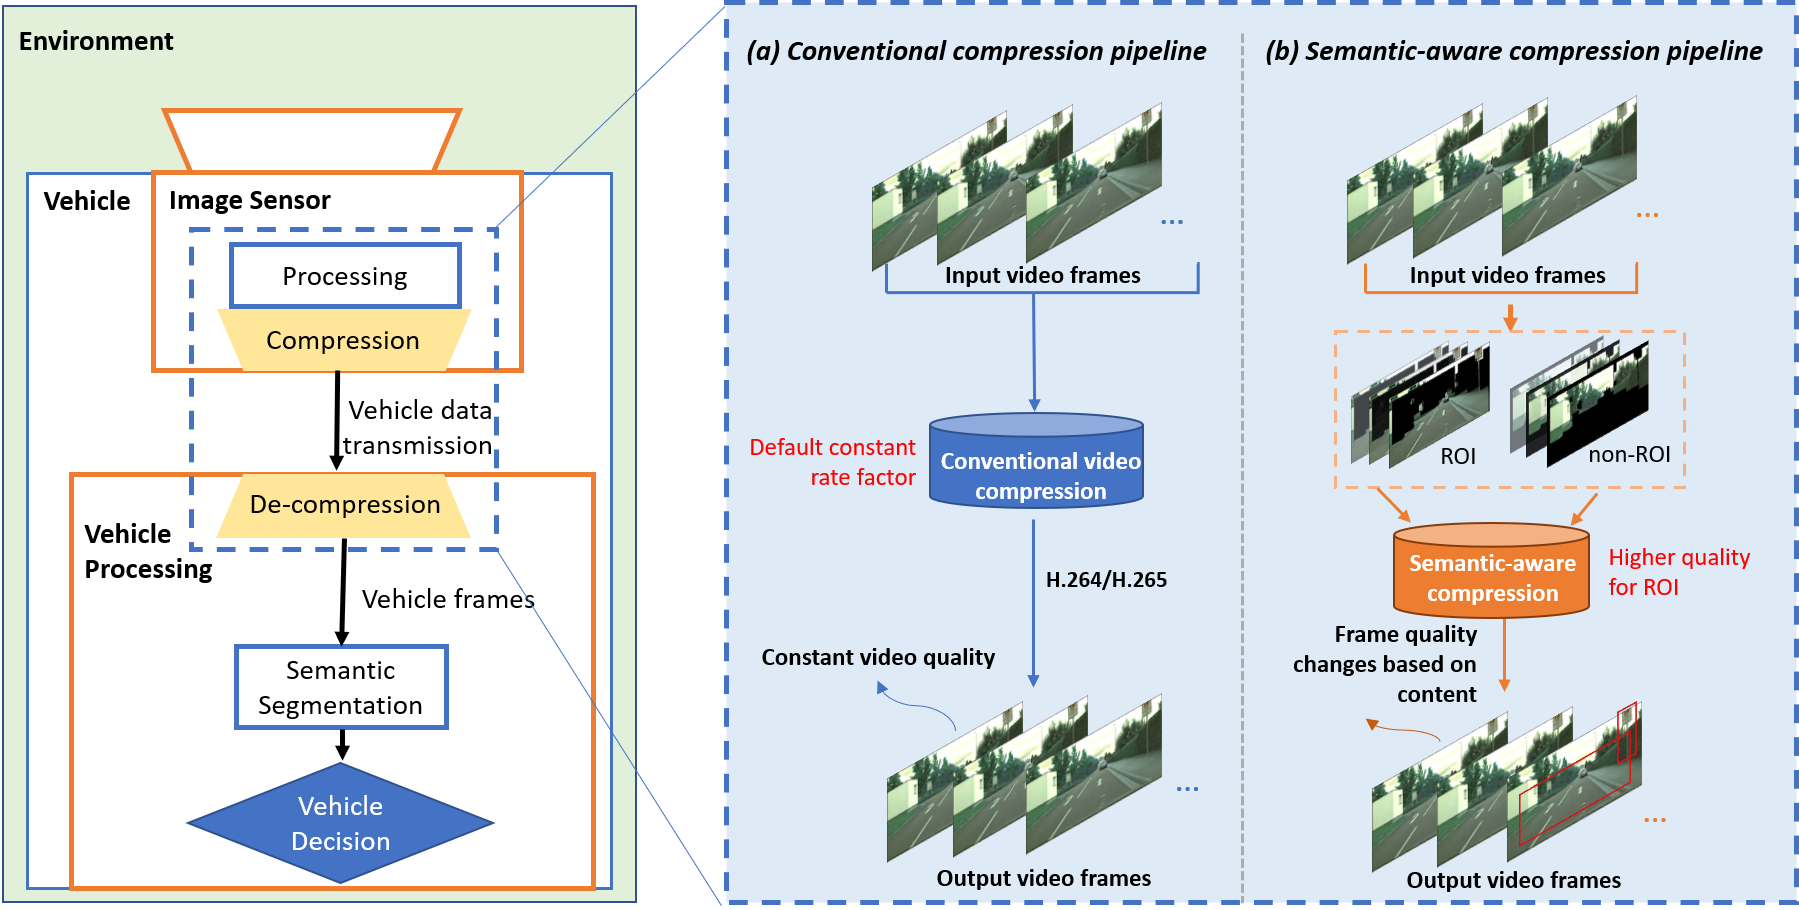 Environment
Vehicle
Image Sensor
Processing
Compression
Vehicle data
transmission
De-compression
Vehicle
Processing
Vehicle frames
Semantic
Segmentation
Vehicle
Decision
(a) Conventional compression pipeline
...
Input video frames
Default constant
rate factor
Conventional video
compression
H.264/H.265
Constant video quality
...
Output video frames
(b) Semantic-aware compression pipeline
...
Input video frames
ROI
non-ROI
Semantic-aware
compression
Higher quality
for ROI
Frame quality
changes based on
content
...
Output video frames